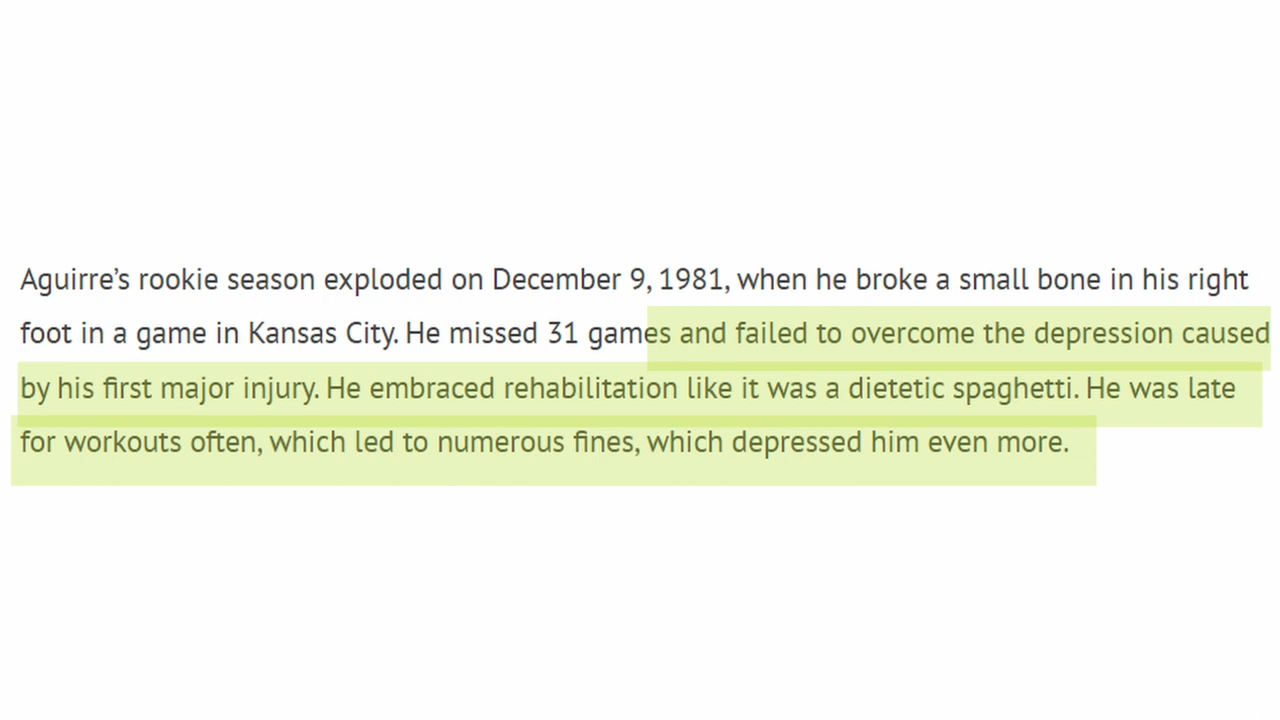 Aguirre’s rookie season exploded on December 9, 1981, when he broke a small bone in his right
foot in a game in Kansas City. He missed 31 games and failed to overcome the depression caused
by his first major injury. He embraced rehabilitation like it was a dietetic spaghetti. He was late
for workouts often, which led to numerous fines, which depressed him even more.